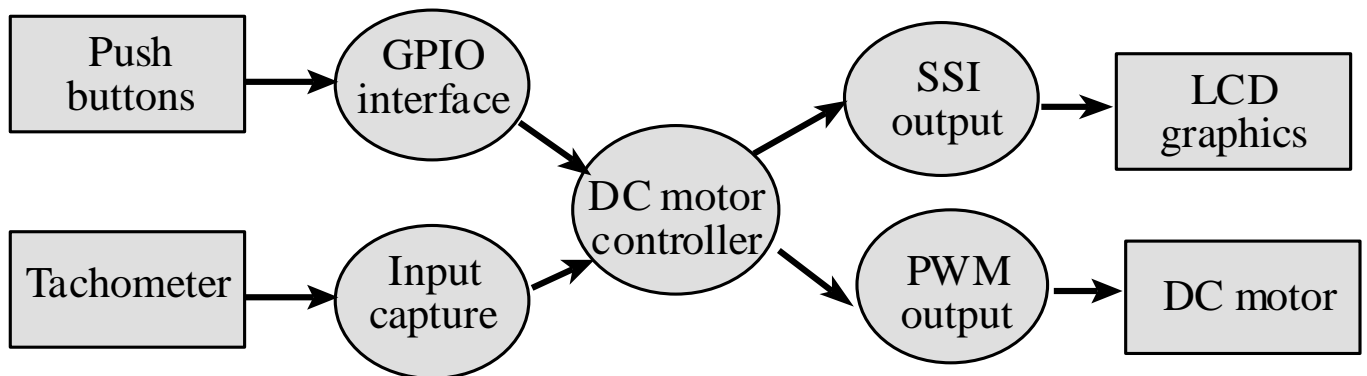 Push
buttons
GPIO
interface
SSI
output
LCD
graphics
DC motor
controller
Tachometer
Input
capture
PWM
output
DC motor